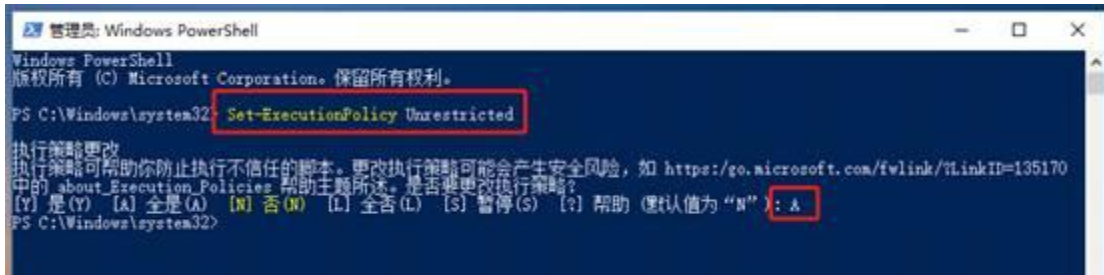 管理员: Windows PowerShell
Windows PowerShell
版权所有 (C) Microsoft Corporation。保留所有权利。
PS C:\Windows\system32> Set-ExecutionPolicy Unrestricted
执行策略更改
执行策略可帮助你防止执行不信任的脚本。更改执行策略可能会产生安全风险，如 https:/go.microsoft.com/fwlink/?LinkID=135170
中的 about_Execution_Policies 帮助主题所述。是否要更改执行策略?
[Y] 是(Y)  [A] 全是(A)  [N] 否(N)  [L] 全否(L)  [S] 暂停(S)  [?] 帮助 (默认值为“N”): A
PS C:\Windows\system32>